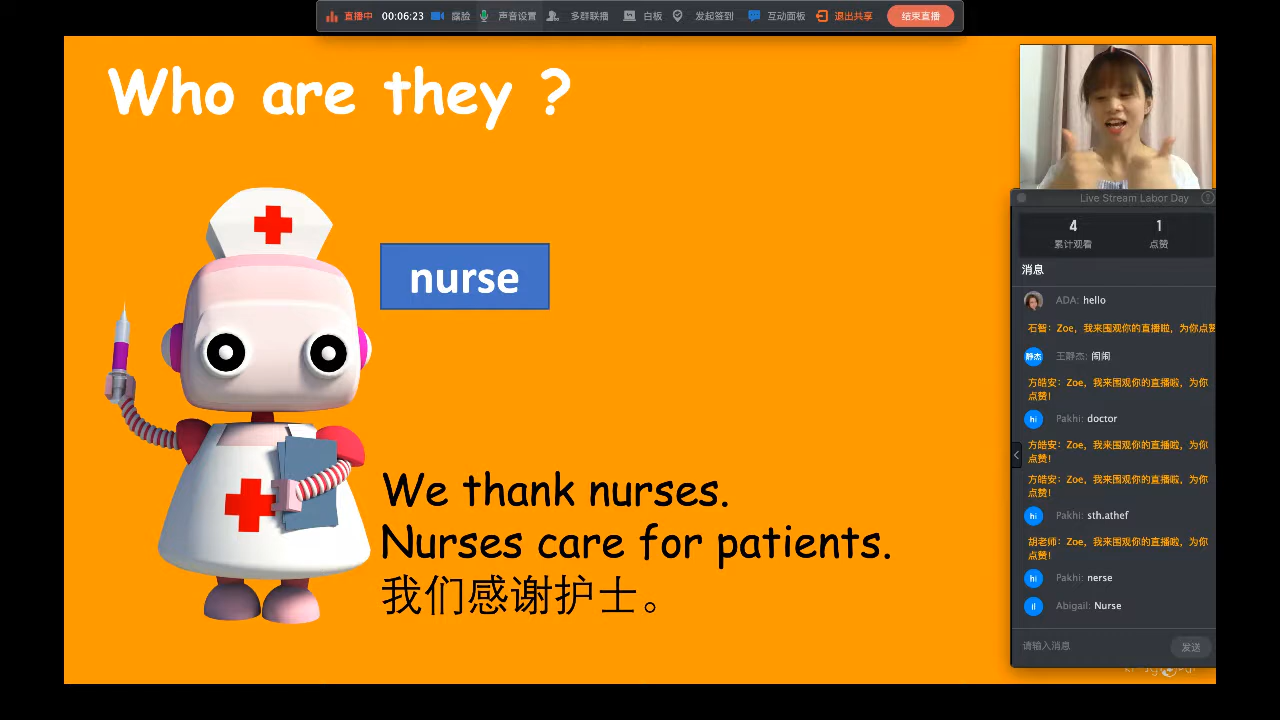 直播中 00:06:23 露脸 声音设置 多群联播 白板 发起签到 互动面板 退出共享 结束直播
Who are they ?
nurse
We thank nurses.
Nurses care for patients.
我们感谢护士。
Live Stream Labor Day
4 1
累计观看 点赞
消息
ADA: hello
石智：Zoe，我来围观你的直播啦，为你点赞
静杰 王静杰: 闹闹
方皓安：Zoe，我来围观你的直播啦，为你
点赞！
hi Pakhi: doctor
方皓安：Zoe，我来围观你的直播啦，为你
点赞！
方皓安：Zoe，我来围观你的直播啦，为你
点赞！
hi Pakhi: sth.athef
胡老师：Zoe，我来围观你的直播啦，为你
点赞！
hi Pakhi: nerse
il Abigail: Nurse
请输入消息 发送